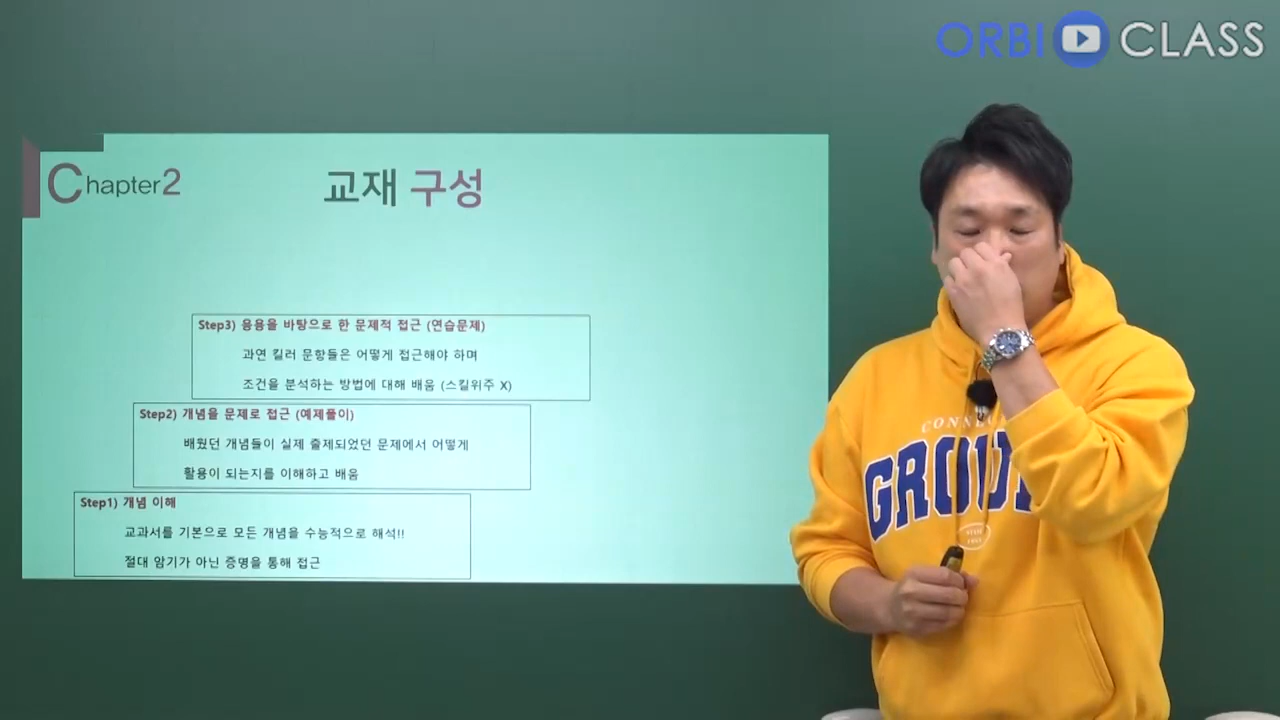 ORBI CLASS
Chapter2
교재 구성
Step3) 응용을 바탕으로 한 문제적 접근 (연습문제)
과연 킬러 문항들은 어떻게 접근해야 하며
조건을 분석하는 방법에 대해 배움 (스킬위주 X)
Step2) 개념을 문제로 접근 (예제풀이)
배웠던 개념들이 실제 출제되었던 문제에서 어떻게
활용이 되는지를 이해하고 배움
Step1) 개념 이해
교과서를 기본으로 모든 개념을 수능적으로 해석!!
절대 암기가 아닌 증명을 통해 접근